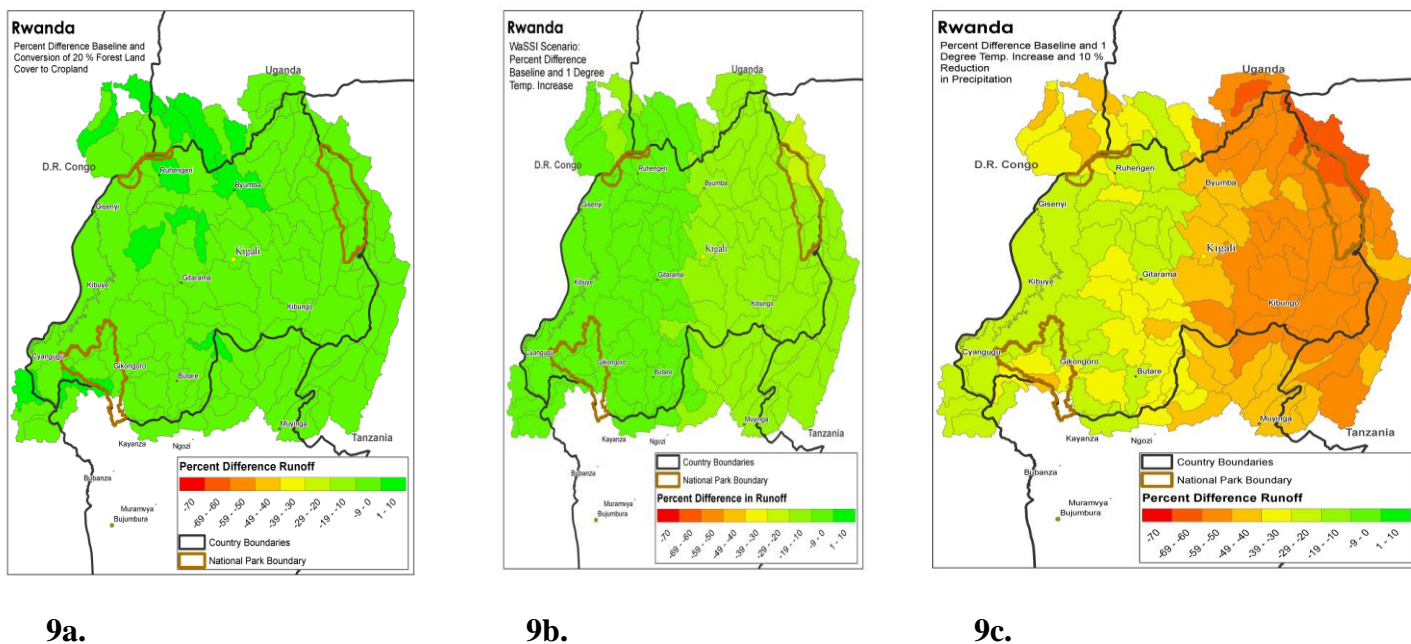 Rwanda
Percent Difference Baseline and
Conversion of 20 % Forest Land
Cover to Cropland
Uganda
D.R. Congo
Ruhengeri
Byumba
Gisenyi
Kigali
Gitarama
Kibuye
Kibungo
Cyangugu
Gikongoro
Butare
Muyinga
Kayanza
Ngozi
Tanzania
Bubanza
Muramvya
Bujumbura
Percent Difference Runoff
-70
-69 - -60
-59 - -50
-49 - -40
-39 - -30
-29 - -20
-19 - -10
-9 - 0
1 - 10
Country Boundaries
National Park Boundary
9a.
Rwanda
WaSSI Scenario:
Percent Difference
Baseline and 1 Degree
Temp. Increase
Uganda
D.R. Congo
Ruhengeri
Byumba
Gisenyi
Kigali
Gitarama
Kibuye
Kibungo
Cyangugu
Gikongoro
Butare
Muyinga
Kayanza
Ngozi
Tanzania
Bubanza
Muramvya
Bujumbura
Country Boundaries
National Park Boundary
Percent Difference in Runoff
-70
-69 - -60
-59 - -50
-49 - -40
-39 - -30
-29 - -20
-19 - -10
-9 - 0
1 - 10
9b.
Rwanda
Percent Difference Baseline and 1
Degree Temp. Increase and 10 %
Reduction
in Precipitation
Uganda
D.R. Congo
Ruhengeri
Byumba
Gisenyi
Kigali
Gitarama
Kibuye
Kibungo
Cyangugu
Gikongoro
Butare
Muyinga
Kayanza
Ngozi
Tanzania
Bubanza
Muramvya
Bujumbura
Country Boundaries
National Park Boundary
Percent Difference Runoff
-70
-69 - -60
-59 - -50
-49 - -40
-39 - -30
-29 - -20
-19 - -10
-9 - 0
1 - 10
9c.